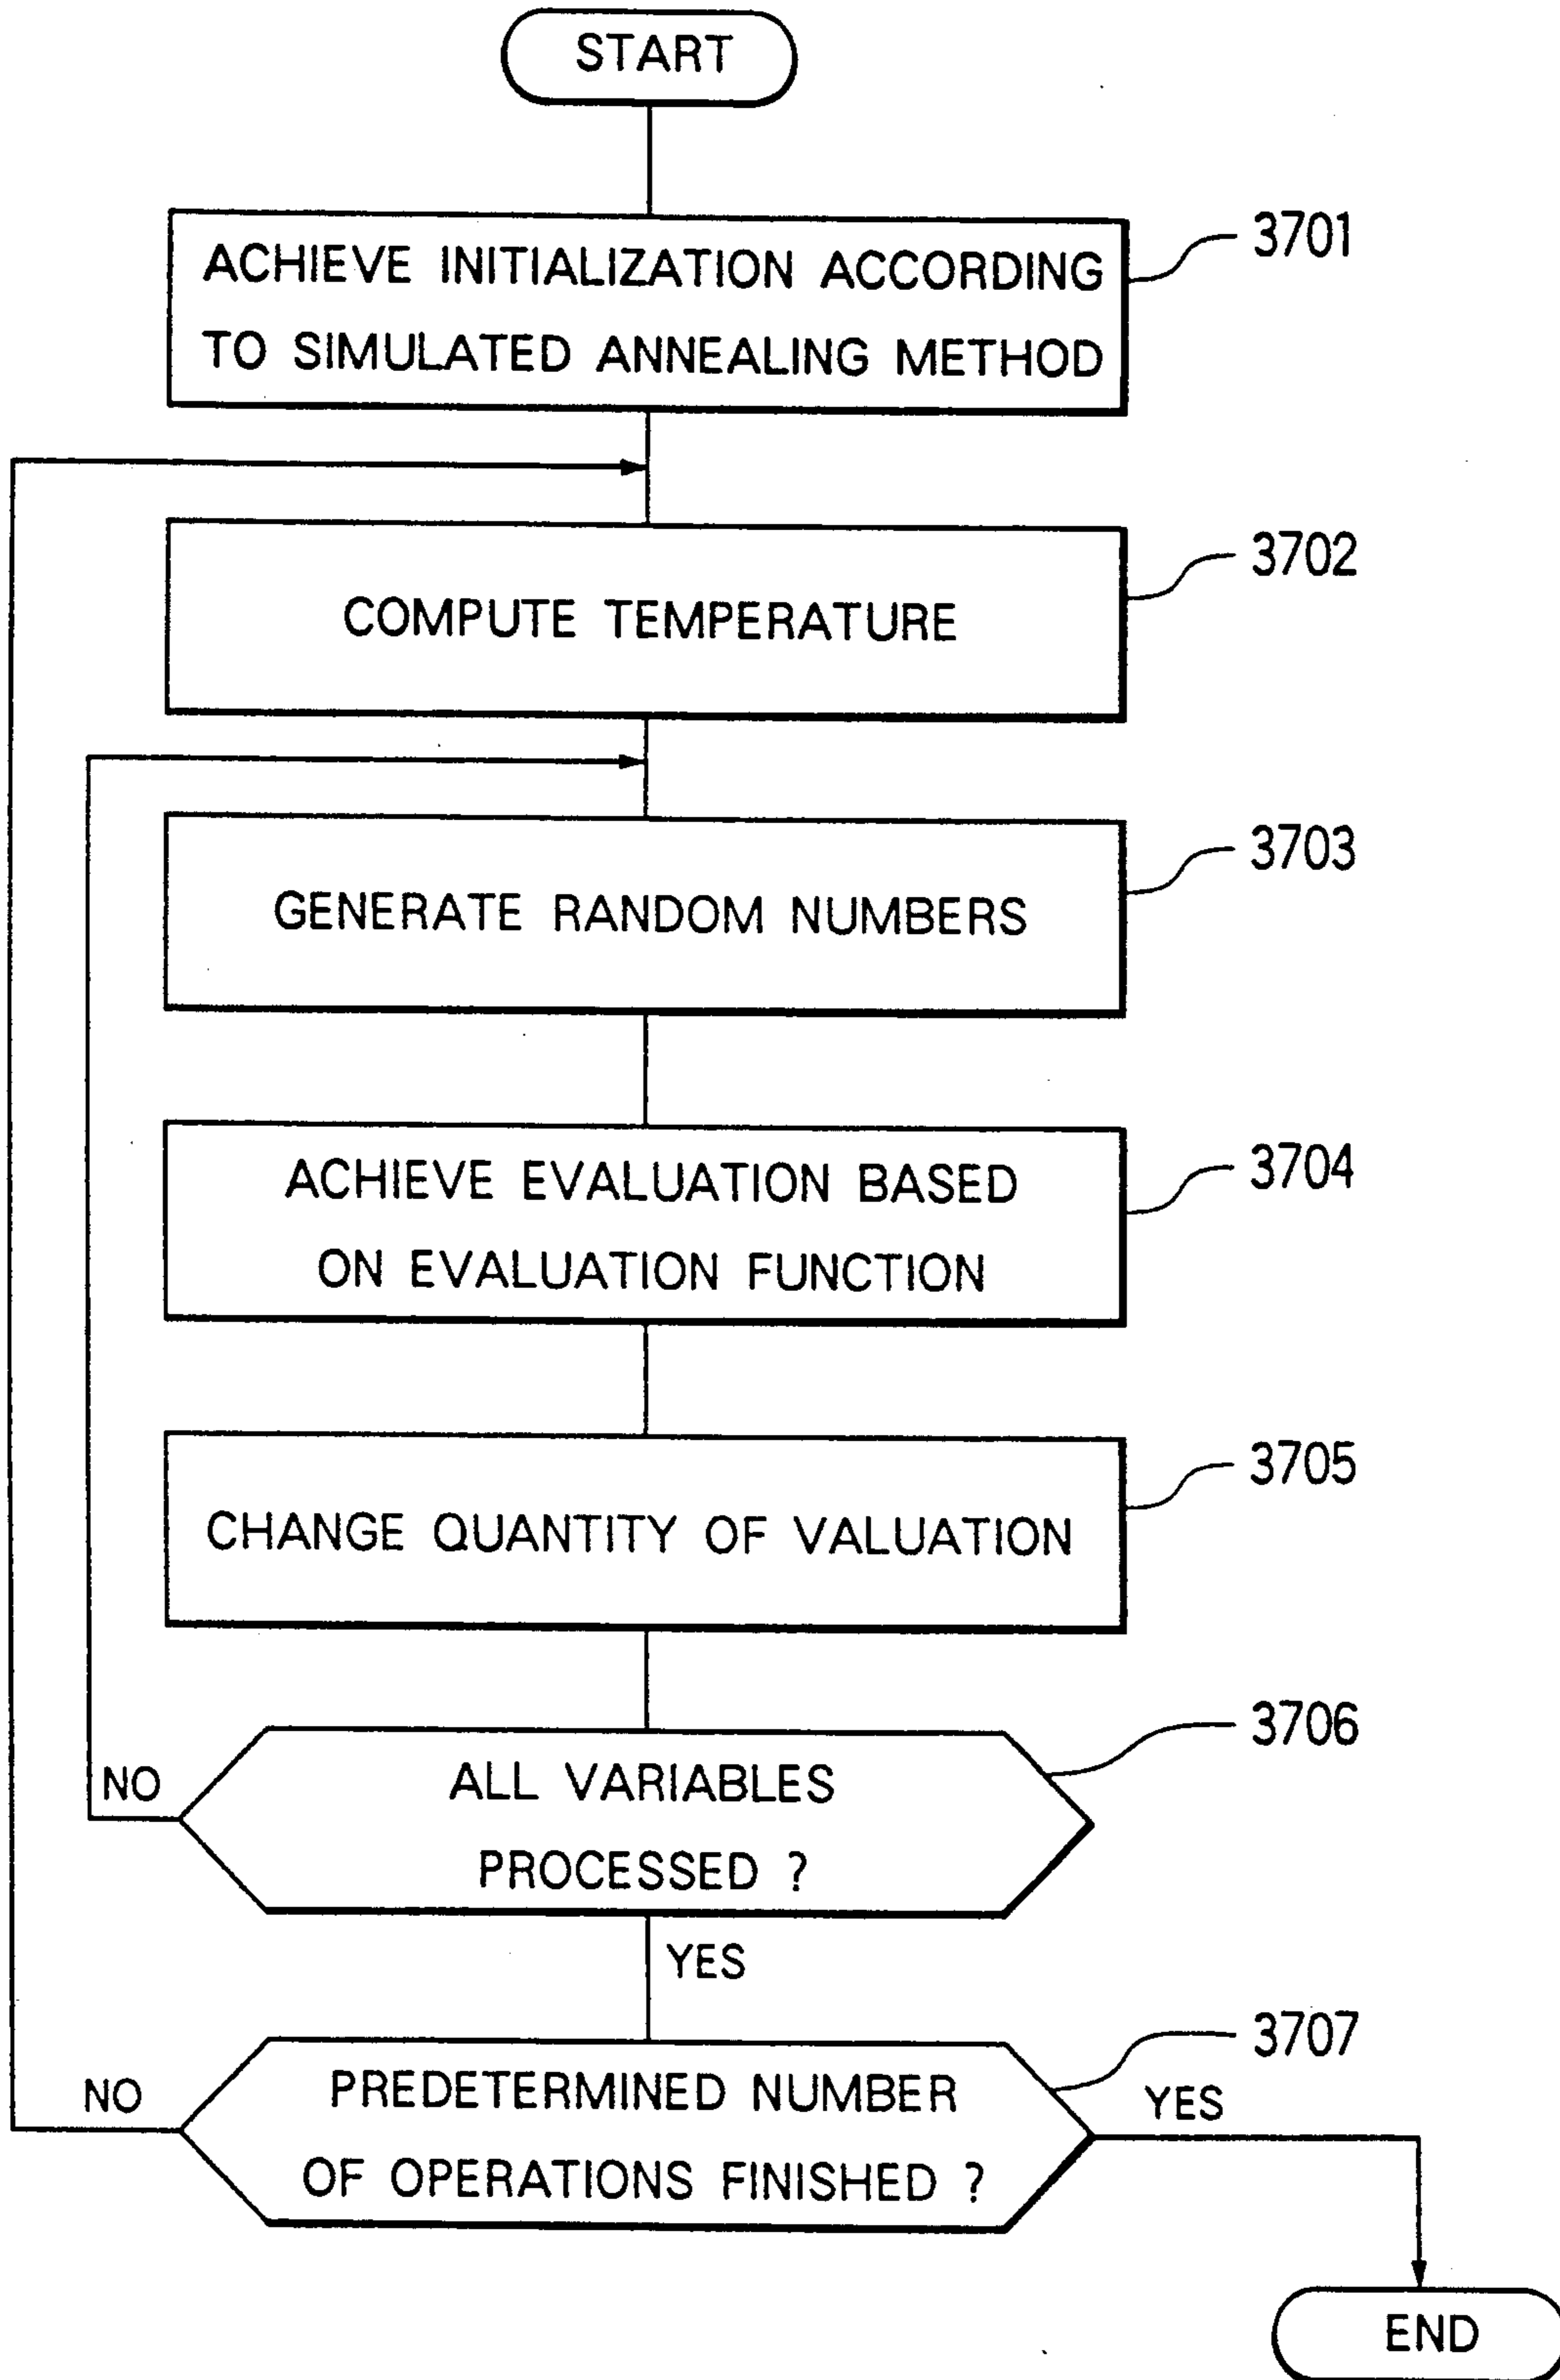 START
ACHIEVE INITIALIZATION ACCORDING
TO SIMULATED ANNEALING METHOD
3701
COMPUTE TEMPERATURE
3702
GENERATE RANDOM NUMBERS
3703
ACHIEVE EVALUATION BASED
ON EVALUATION FUNCTION
3704
CHANGE QUANTITY OF VALUATION
3705
ALL VARIABLES
PROCESSED ?
3706
NO
YES
PREDETERMINED NUMBER
OF OPERATIONS FINISHED ?
3707
NO
YES
END